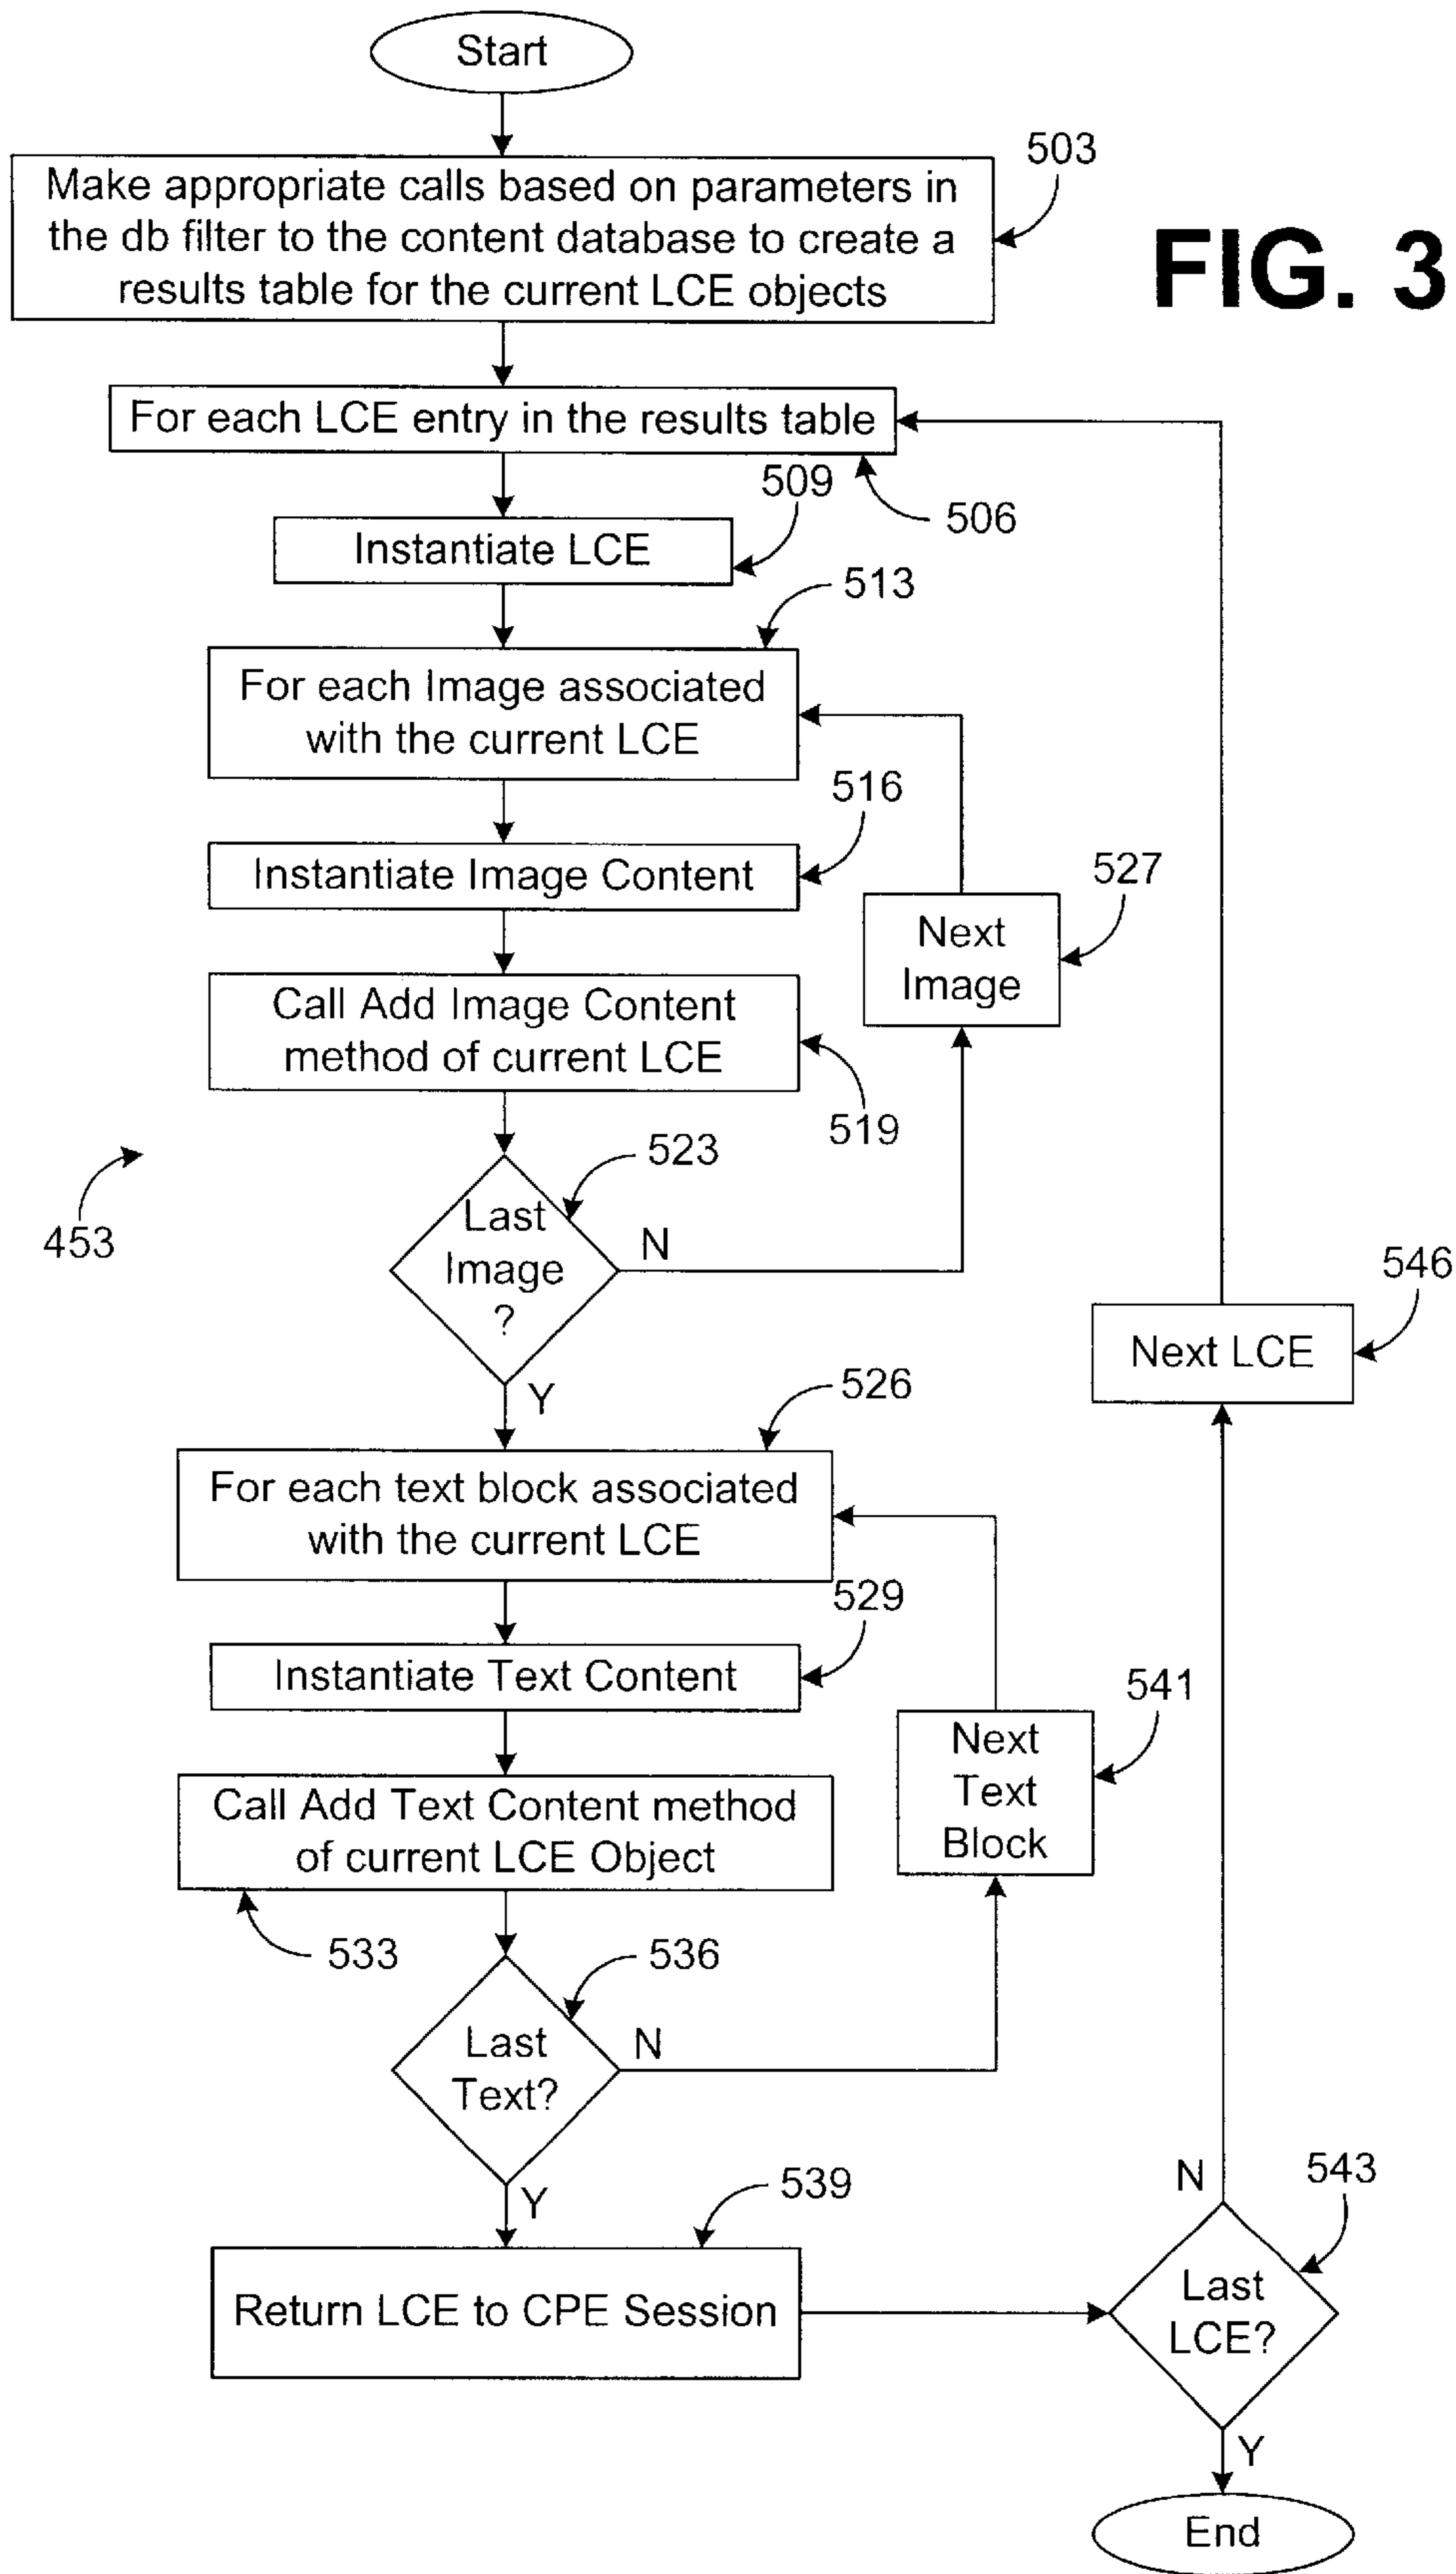 Start
503
Make appropriate calls based on parameters in
the db filter to the content database to create a
results table for the current LCE objects
FIG. 3
For each LCE entry in the results table
509
506
Instantiate LCE
513
For each Image associated
with the current LCE
516
Instantiate Image Content
527
Next
Image
Call Add Image Content
method of current LCE
519
523
453
Last
Image
?
N
546
Next LCE
Y
526
For each text block associated
with the current LCE
529
Instantiate Text Content
541
Next
Text
Block
Call Add Text Content method
of current LCE Object
533
536
Last
Text?
N
Y
539
N
543
Return LCE to CPE Session
Last
LCE?
Y
End